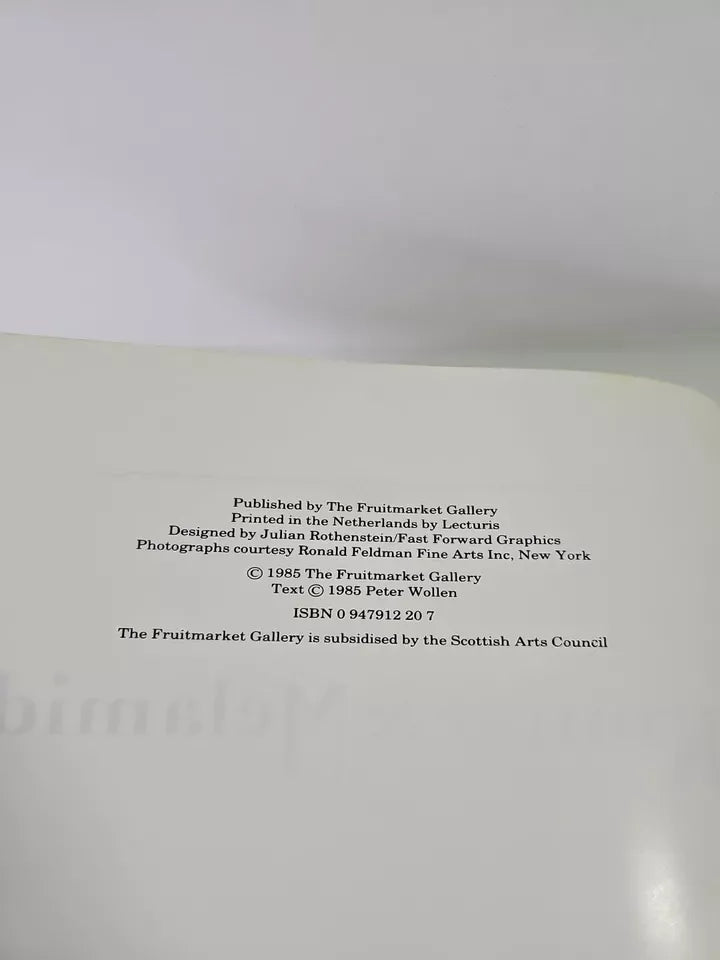 Published by The Fruitmarket Gallery
Printed in the Netherlands by Lecturis
Designed by Julian Rothenstein/Fast Forward Graphics
Photographs courtesy Ronald Feldman Fine Arts Inc, New York
© 1985 The Fruitmarket Gallery
Text © 1985 Peter Wollen
ISBN 0 947912 20 7
The Fruitmarket Gallery is subsidised by the Scottish Arts Council
& Melamid